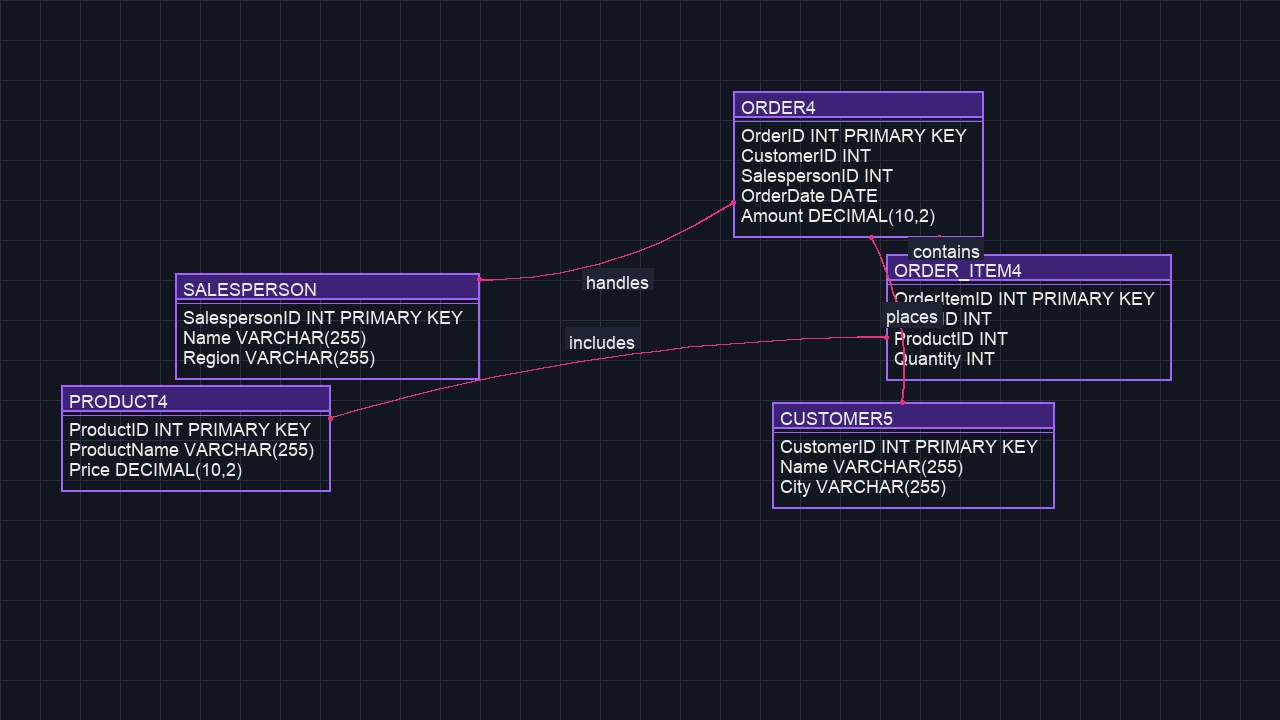 ORDER4
OrderID INT PRIMARY KEY
CustomerID INT
SalespersonID INT
OrderDate DATE
Amount DECIMAL(10,2)
contains
ORDER_ITEM4
OrderItemID INT PRIMARY KEY
D INT
ProductID INT
Quantity INT
places
handles
SALESPERSON
SalespersonID INT PRIMARY KEY
Name VARCHAR(255)
Region VARCHAR(255)
includes
PRODUCT4
ProductID INT PRIMARY KEY
ProductName VARCHAR(255)
Price DECIMAL(10,2)
CUSTOMER5
CustomerID INT PRIMARY KEY
Name VARCHAR(255)
City VARCHAR(255)